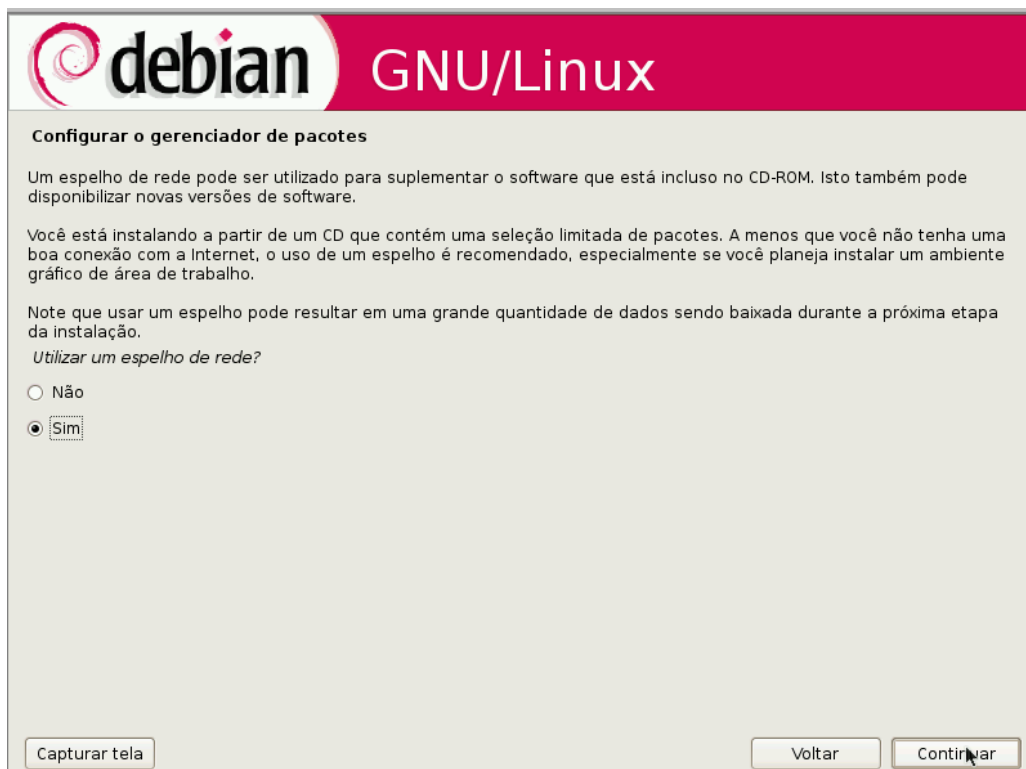 debian GNU/Linux
Configurar o gerenciador de pacotes
Um espelho de rede pode ser utilizado para suplementar o software que está incluso no CD-ROM. Isto também pode
disponibilizar novas versões de software.
Você está instalando a partir de um CD que contém uma seleção limitada de pacotes. A menos que você não tenha uma
boa conexão com a Internet, o uso de um espelho é recomendado, especialmente se você planeja instalar um ambiente
gráfico de área de trabalho.
Note que usar um espelho pode resultar em uma grande quantidade de dados sendo baixada durante a próxima etapa
da instalação.
Utilizar um espelho de rede?
Não
Sim
Capturar tela Voltar Continuar